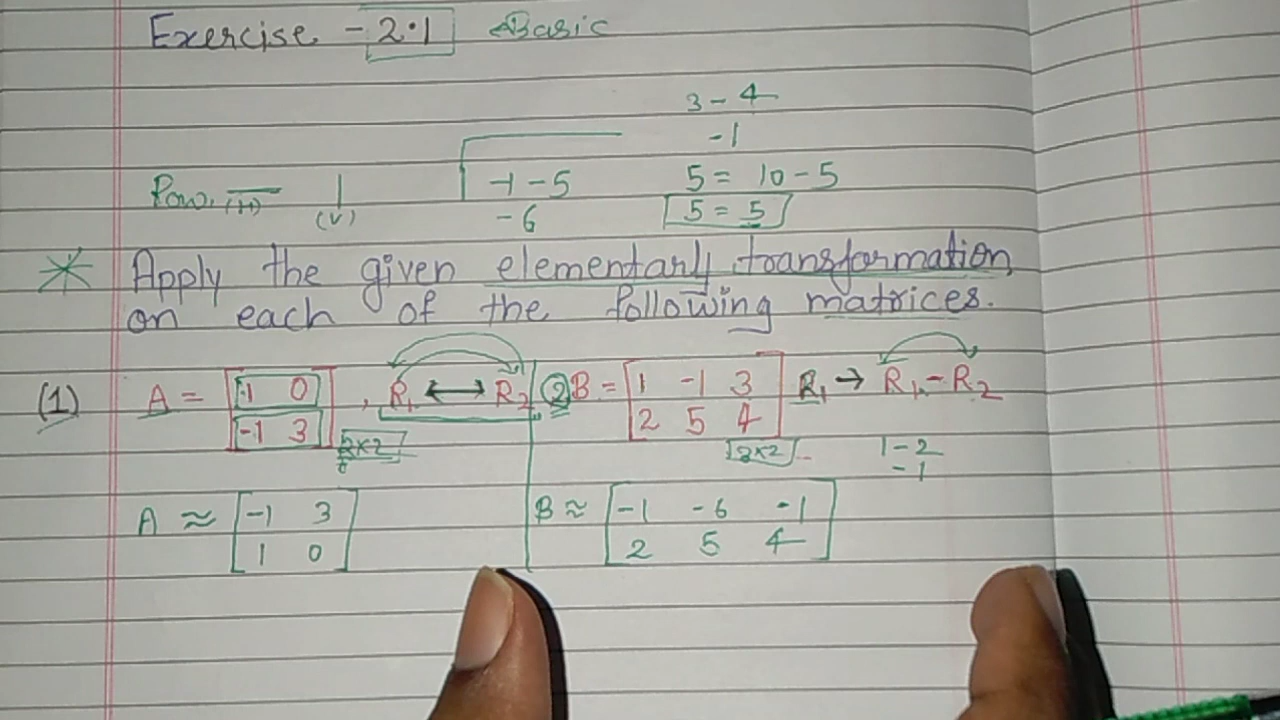 Exercise - 2.1 Basic
3 - 4
-1
Row, (H) (V) -1 - 5 5 = 10 - 5
-6 5 = 5
* Apply the given elementary transformation
on each of the following matrices.
(1) A = [1 0 , R₁ ↔ R₂ ② B = [1 -1 3 R₁ → R₁ - R₂
-1 3] 2×2 2 5 4] 3×2 1 - 2
-1
A ≈ [-1 3 B ≈ [-1 -6 -1
1 0] 2 5 4]